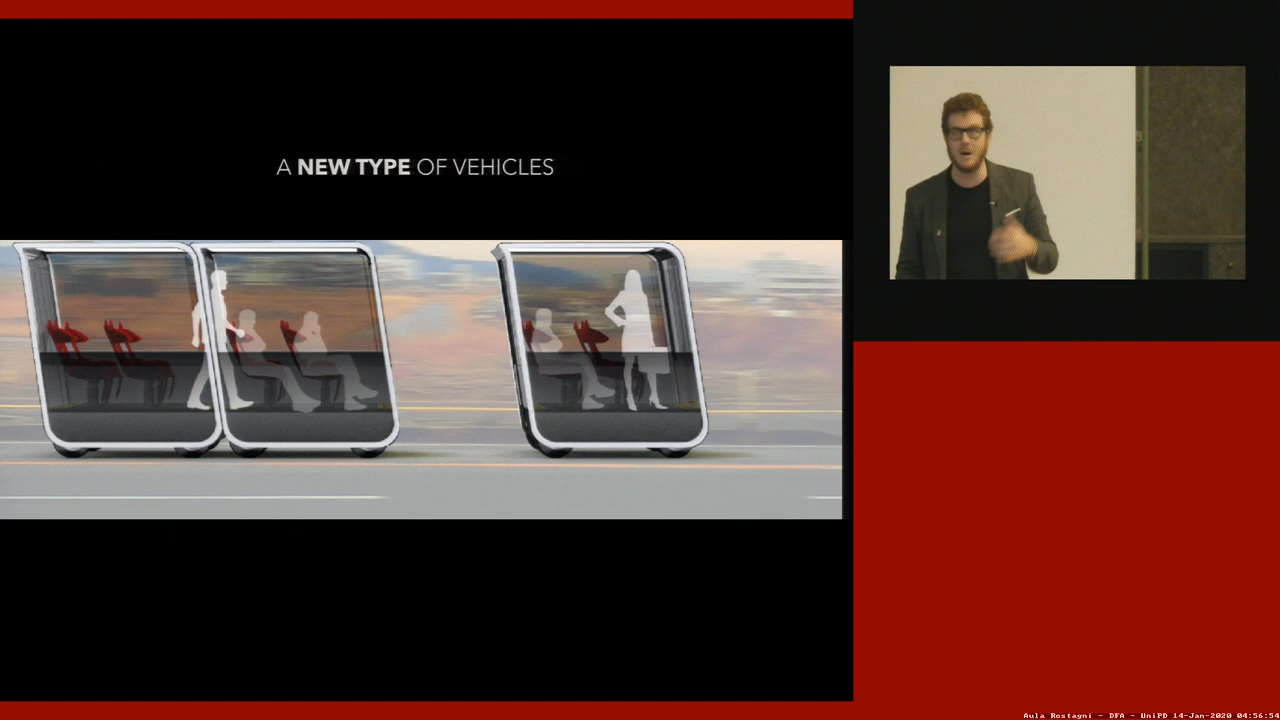 A NEW TYPE OF VEHICLES
Aula Rostagni - DFA - UniPD 14-Jan-2020 04:56:54